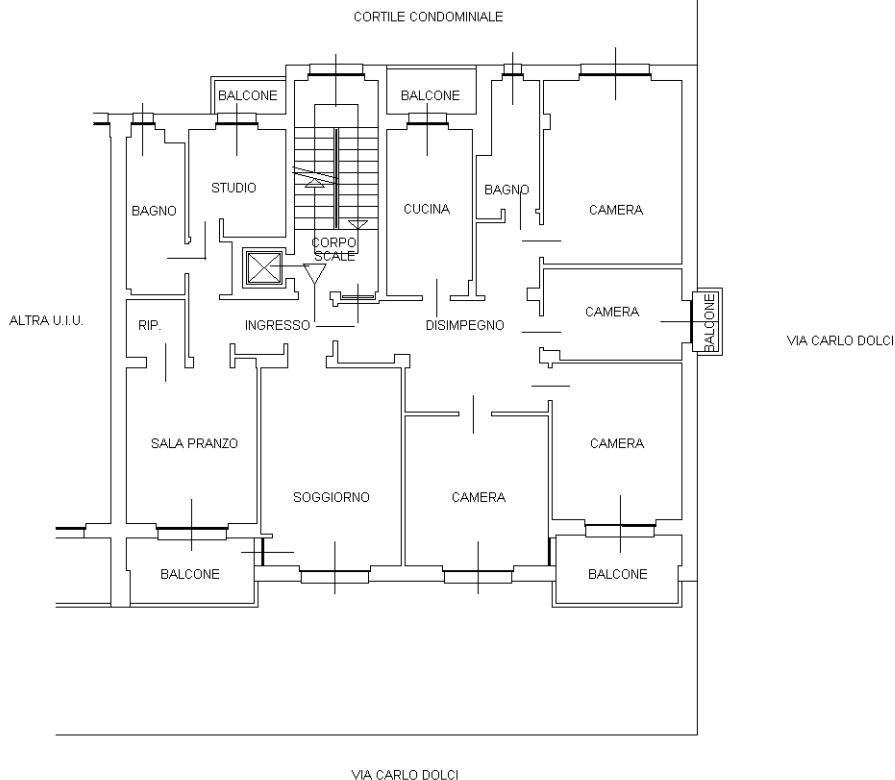 CORTILE CONDOMINIALE
BALCONE
BALCONE
STUDIO
BAGNO
CUCINA
BAGNO
CAMERA
CORPO
SCALE
ALTRA U.I.U.
RIP.
INGRESSO
DISIMPEGNO
CAMERA
BALCONE
VIA CARLO DOLCI
SALA PRANZO
SOGGIORNO
CAMERA
CAMERA
BALCONE
BALCONE
VIA CARLO DOLCI